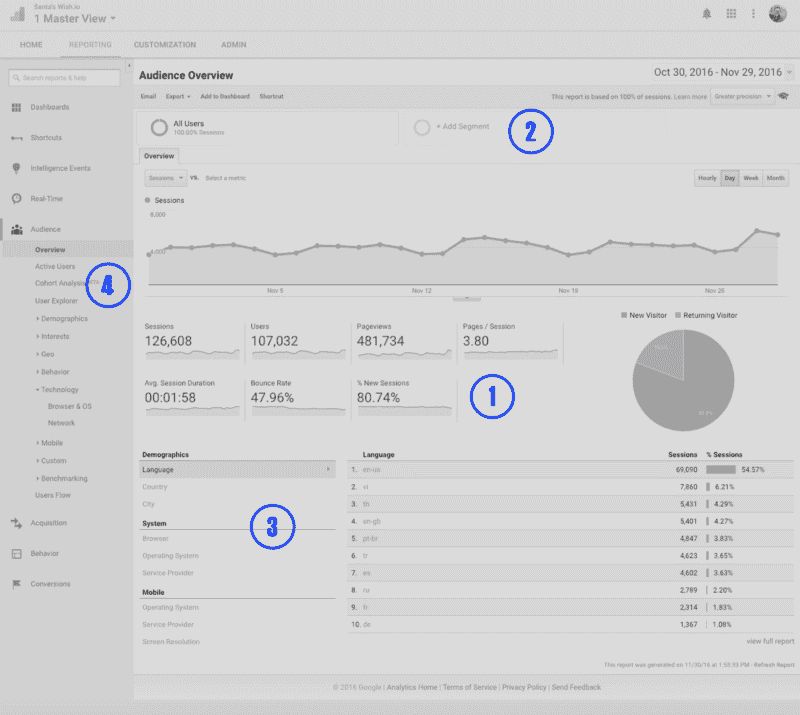 Santa's Wish.io
1 Master View
HOME REPORTING CUSTOMIZATION ADMIN
Search reports & help
Audience Overview
Oct 30, 2016 - Nov 29, 2016
Email Export Add to Dashboard Shortcut
This report is based on 100% of sessions. Learn more Greater precision
Dashboards
Shortcuts
Intelligence Events
Real-Time
Audience
Overview
Active Users
Cohort Analysis
User Explorer
Demographics
Interests
Geo
Behavior
Technology
Browser & OS
Network
Mobile
Custom
Benchmarking
Users Flow
Acquisition
Behavior
Conversions
4
All Users
100.00% Sessions
+ Add Segment
2
Overview
Sessions VS. Select a metric
Hourly Day Week Month
Sessions
8,000
4,000
Nov 5 Nov 12 Nov 19 Nov 26
Sessions
126,608
Users
107,032
Pageviews
481,734
Pages / Session
3.80
Avg. Session Duration
00:01:58
Bounce Rate
47.96%
% New Sessions
80.74%
1
New Visitor Returning Visitor
Demographics
Language
Country
City
System
Browser
Operating System
Service Provider
Mobile
Operating System
Service Provider
Screen Resolution
3
Language Sessions % Sessions
1. en-us 69,090 54.57%
2. vi 7,860 6.21%
3. th 5,431 4.29%
4. en-gb 5,401 4.27%
5. pt-br 4,847 3.83%
6. tr 4,623 3.65%
7. es 4,602 3.63%
8. ru 2,789 2.20%
9. fr 2,314 1.83%
10. de 1,367 1.08%
view full report
This report was generated on 11/30/16 at 1:55:55 PM - Refresh Report
© 2016 Google | Analytics Home | Terms of Service | Privacy Policy | Send Feedback